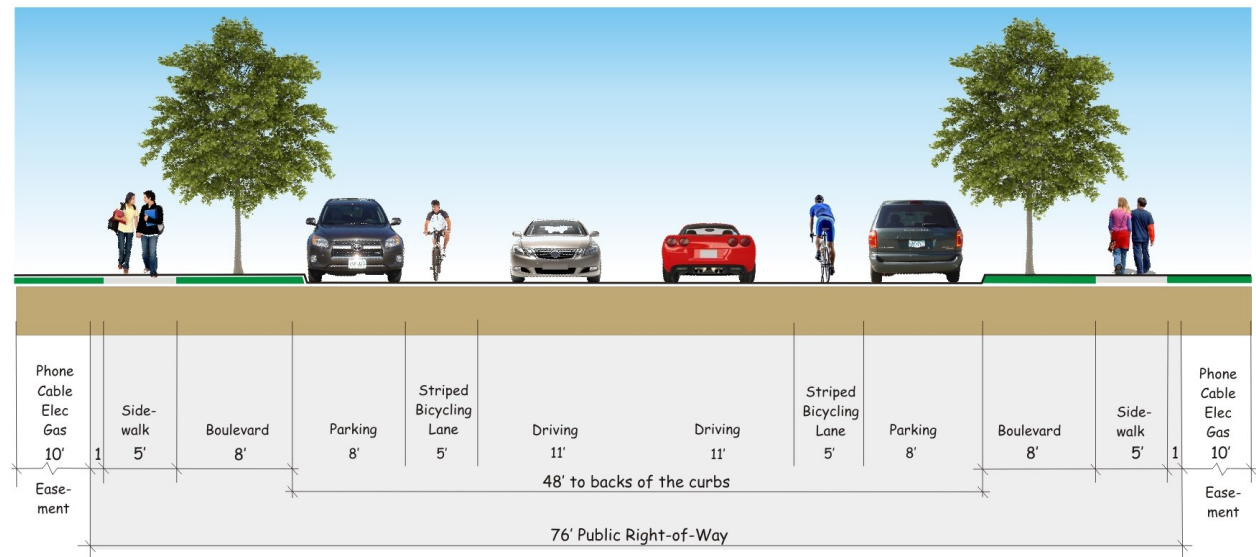 Phone
Cable
Elec
Gas
10'
Ease-
ment
1
Side-
walk
5'
Boulevard
8'
Parking
8'
Striped
Bicycling
Lane
5'
Driving
11'
Driving
11'
Striped
Bicycling
Lane
5'
Parking
8'
Boulevard
8'
Side-
walk
5'
1
Phone
Cable
Elec
Gas
10'
Ease-
ment
48' to backs of the curbs
76' Public Right-of-Way